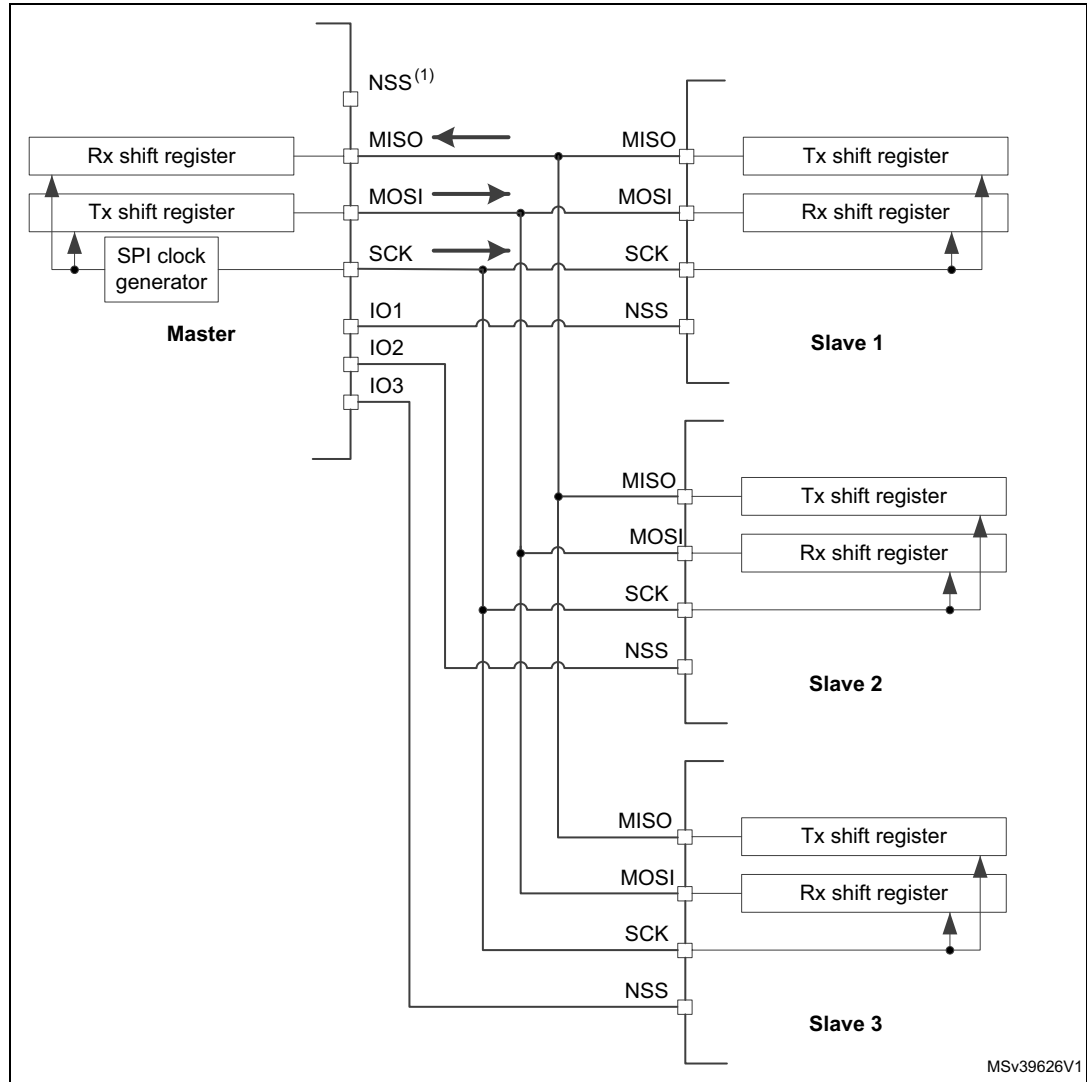 NSS(1)
MISO
MISO
Rx shift register
Tx shift register
MOSI
MOSI
Tx shift register
Rx shift register
SCK
SCK
SPI clock
generator
IO1
NSS
Master
Slave 1
IO2
IO3
MISO
Tx shift register
MOSI
Rx shift register
SCK
NSS
Slave 2
MISO
Tx shift register
MOSI
Rx shift register
SCK
NSS
Slave 3
MSv39626V1